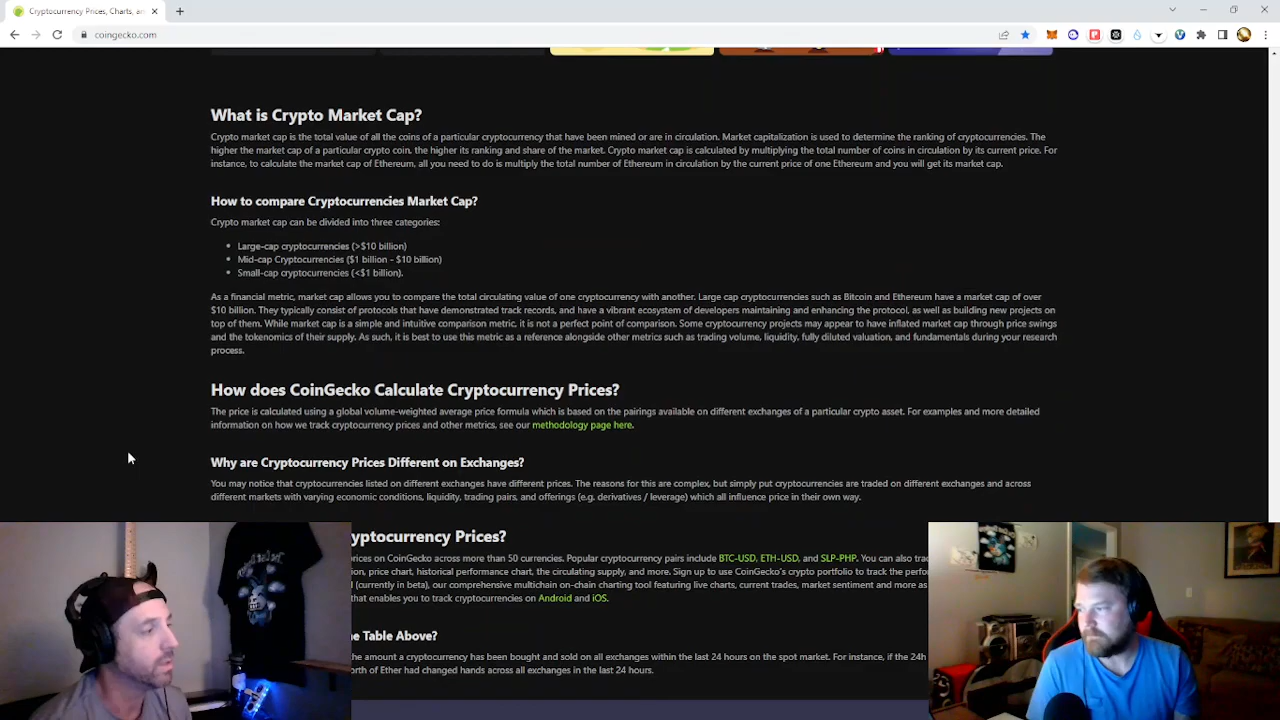 Cryptocurrency Prices, Charts, an
coingecko.com
What is Crypto Market Cap?
Crypto market cap is the total value of all the coins of a particular cryptocurrency that have been mined or are in circulation. Market capitalization is used to determine the ranking of cryptocurrencies. The
higher the market cap of a particular crypto coin, the higher its ranking and share of the market. Crypto market cap is calculated by multiplying the total number of coins in circulation by its current price. For
instance, to calculate the market cap of Ethereum, all you need to do is multiply the total number of Ethereum in circulation by the current price of one Ethereum and you will get its market cap.
How to compare Cryptocurrencies Market Cap?
Crypto market cap can be divided into three categories:
• Large-cap cryptocurrencies (>$10 billion)
• Mid-cap Cryptocurrencies ($1 billion - $10 billion)
• Small-cap cryptocurrencies (<$1 billion).
As a financial metric, market cap allows you to compare the total circulating value of one cryptocurrency with another. Large cap cryptocurrencies such as Bitcoin and Ethereum have a market cap of over
$10 billion. They typically consist of protocols that have demonstrated track records, and have a vibrant ecosystem of developers maintaining and enhancing the protocol, as well as building new projects on
top of them. While market cap is a simple and intuitive comparison metric, it is not a perfect point of comparison. Some cryptocurrency projects may appear to have inflated market cap through price swings
and the tokenomics of their supply. As such, it is best to use this metric as a reference alongside other metrics such as trading volume, liquidity, fully diluted valuation, and fundamentals during your research
process.
How does CoinGecko Calculate Cryptocurrency Prices?
The price is calculated using a global volume-weighted average price formula which is based on the pairings available on different exchanges of a particular crypto asset. For examples and more detailed
information on how we track cryptocurrency prices and other metrics, see our methodology page here.
Why are Cryptocurrency Prices Different on Exchanges?
You may notice that cryptocurrencies listed on different exchanges have different prices. The reasons for this are complex, but simply put cryptocurrencies are traded on different exchanges and across
different markets with varying economic conditions, liquidity, trading pairs, and offerings (e.g. derivatives / leverage) which all influence price in their own way.
yptocurrency Prices?
rices on CoinGecko across more than 50 currencies. Popular cryptocurrency pairs include BTC-USD, ETH-USD, and SLP-PHP. You can also trac
on, price chart, historical performance chart, the circulating supply, and more. Sign up to use CoinGecko's crypto portfolio to track the perfor
l (currently in beta), our comprehensive multichain on-chain charting tool featuring live charts, current trades, market sentiment and more as
that enables you to track cryptocurrencies on Android and iOS.
he Table Above?
the amount a cryptocurrency has been bought and sold on all exchanges within the last 24 hours on the spot market. For instance, if the 24h
orth of Ether had changed hands across all exchanges in the last 24 hours.